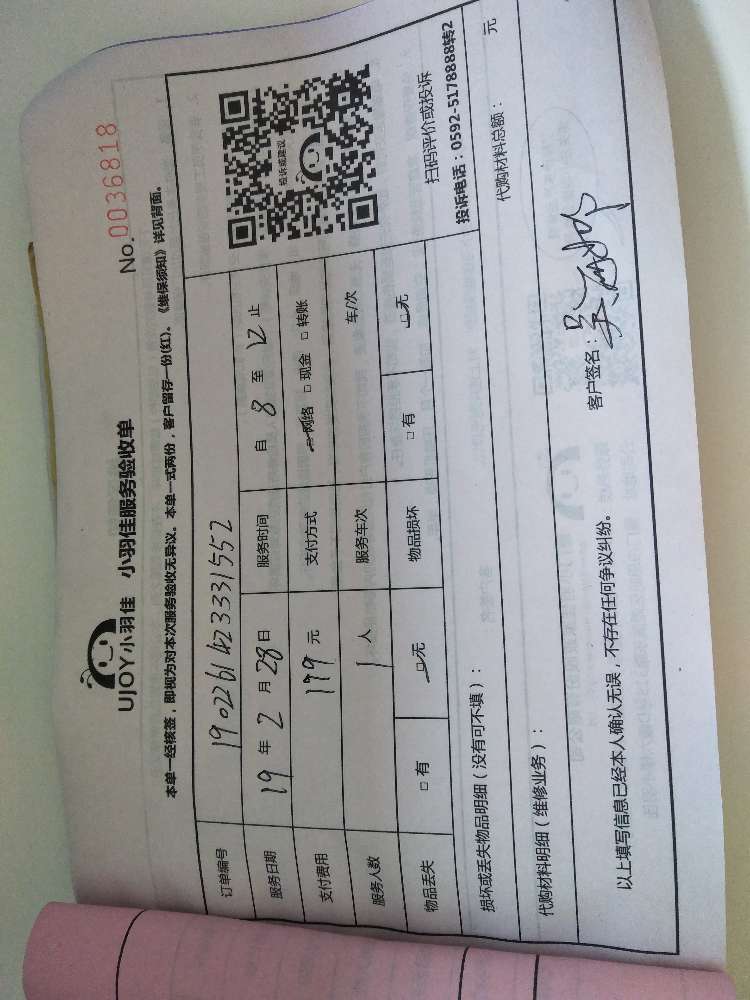 UJOY小羽佳 小羽佳服务验收单
No.0036818
本单一经核签，即视为对本次服务验收无异议。本单一式两份，客户留存一份(红)。《维保须知》详见背面。
订单编号 190226142333 1552
服务日期 19 年 2 月 28 日 服务时间 自 8 至 12 止
支付费用 199 元 支付方式 □网络 □现金 □转账
服务人数 1 人 服务车次 车/次
物品丢失 □有 □无 物品损坏 □有 □无
投诉或建议
扫码评价或投诉
投诉电话：0592-5178888转2
损坏或丢失物品明细（没有可不填）：
代购材料明细（维修业务）： 代购材料总额： 元
以上填写信息已经本人确认无误，不存在任何争议纠纷。
客户签名：